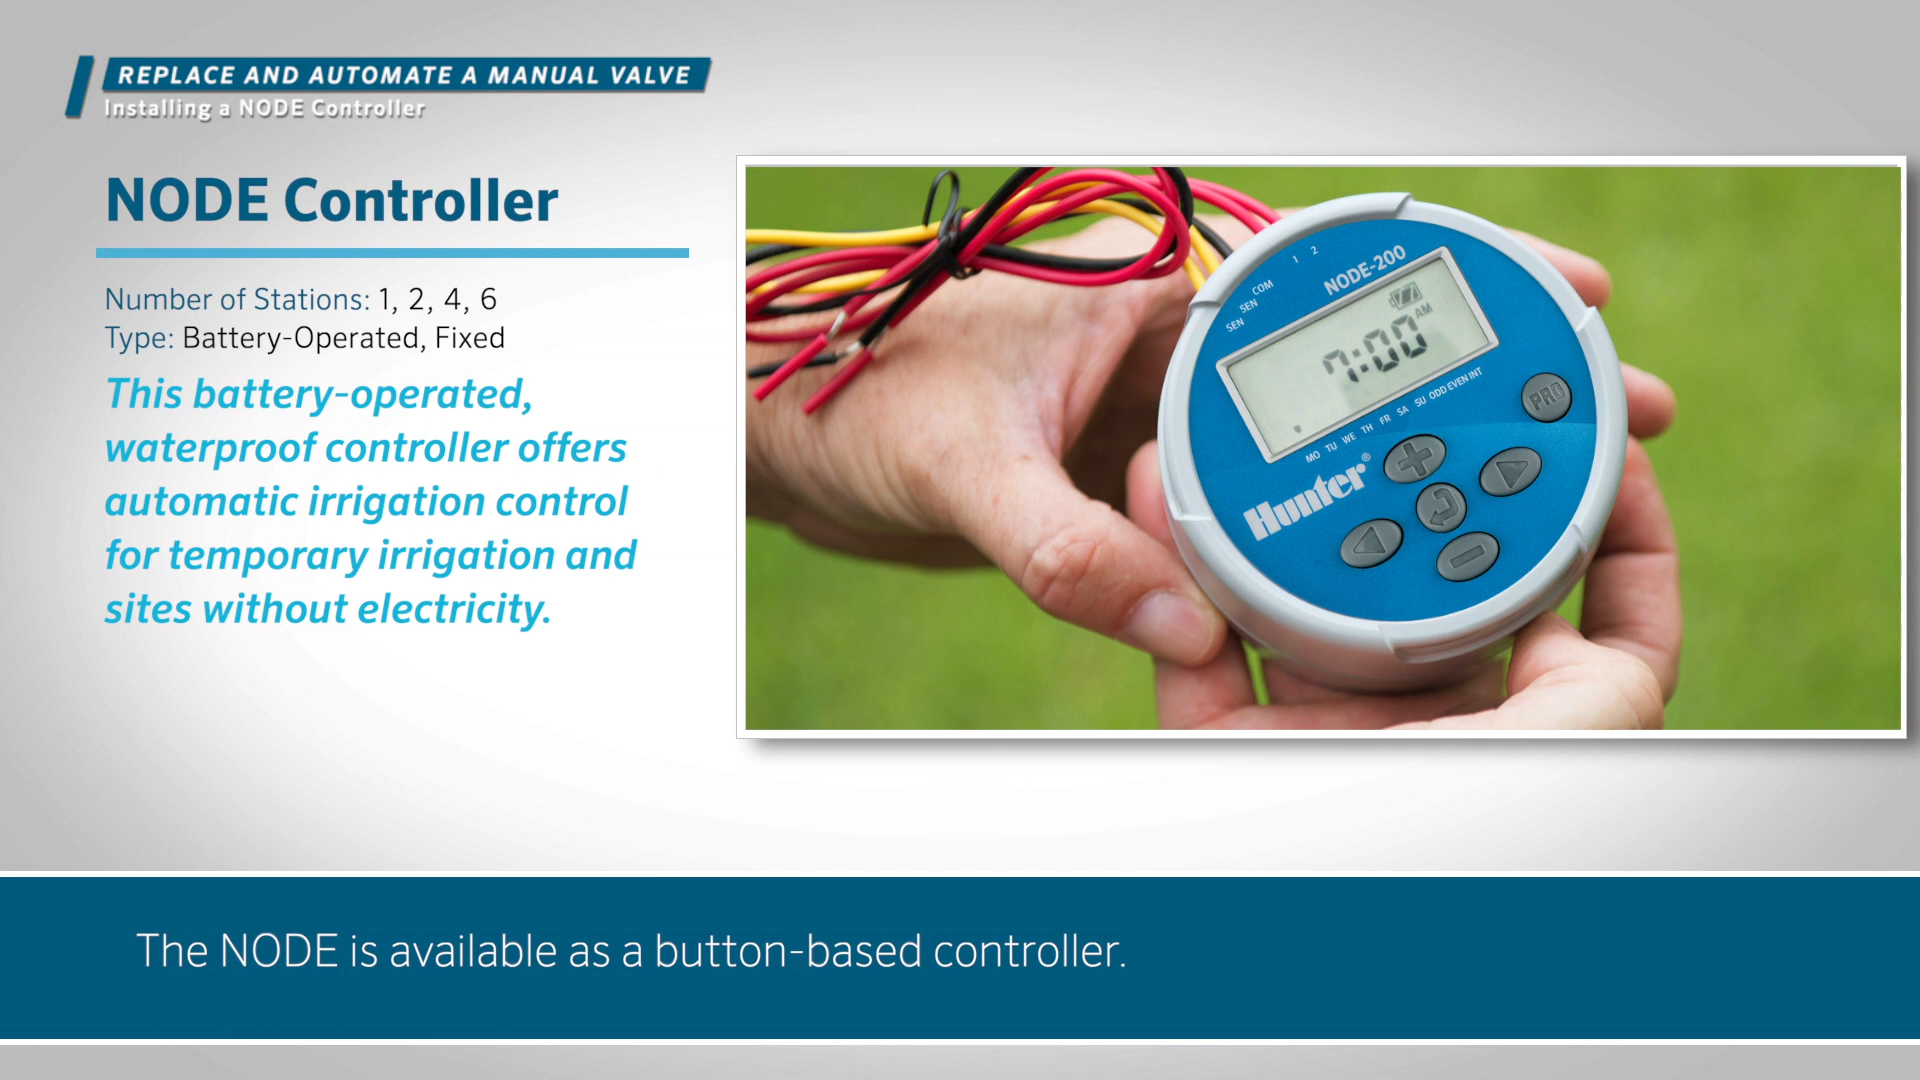 REPLACE AND AUTOMATE A MANUAL VALVE
Installing a NODE Controller
NODE Controller
Number of Stations: 1, 2, 4, 6
Type: Battery-Operated, Fixed
This battery-operated,
waterproof controller offers
automatic irrigation control
for temporary irrigation and
sites without electricity.
SEN SEN COM 1 2
NODE-200
AM
7:00
MO TU WE TH FR SA SU ODD EVEN INT
PRG
Hunter®
The NODE is available as a button-based controller.